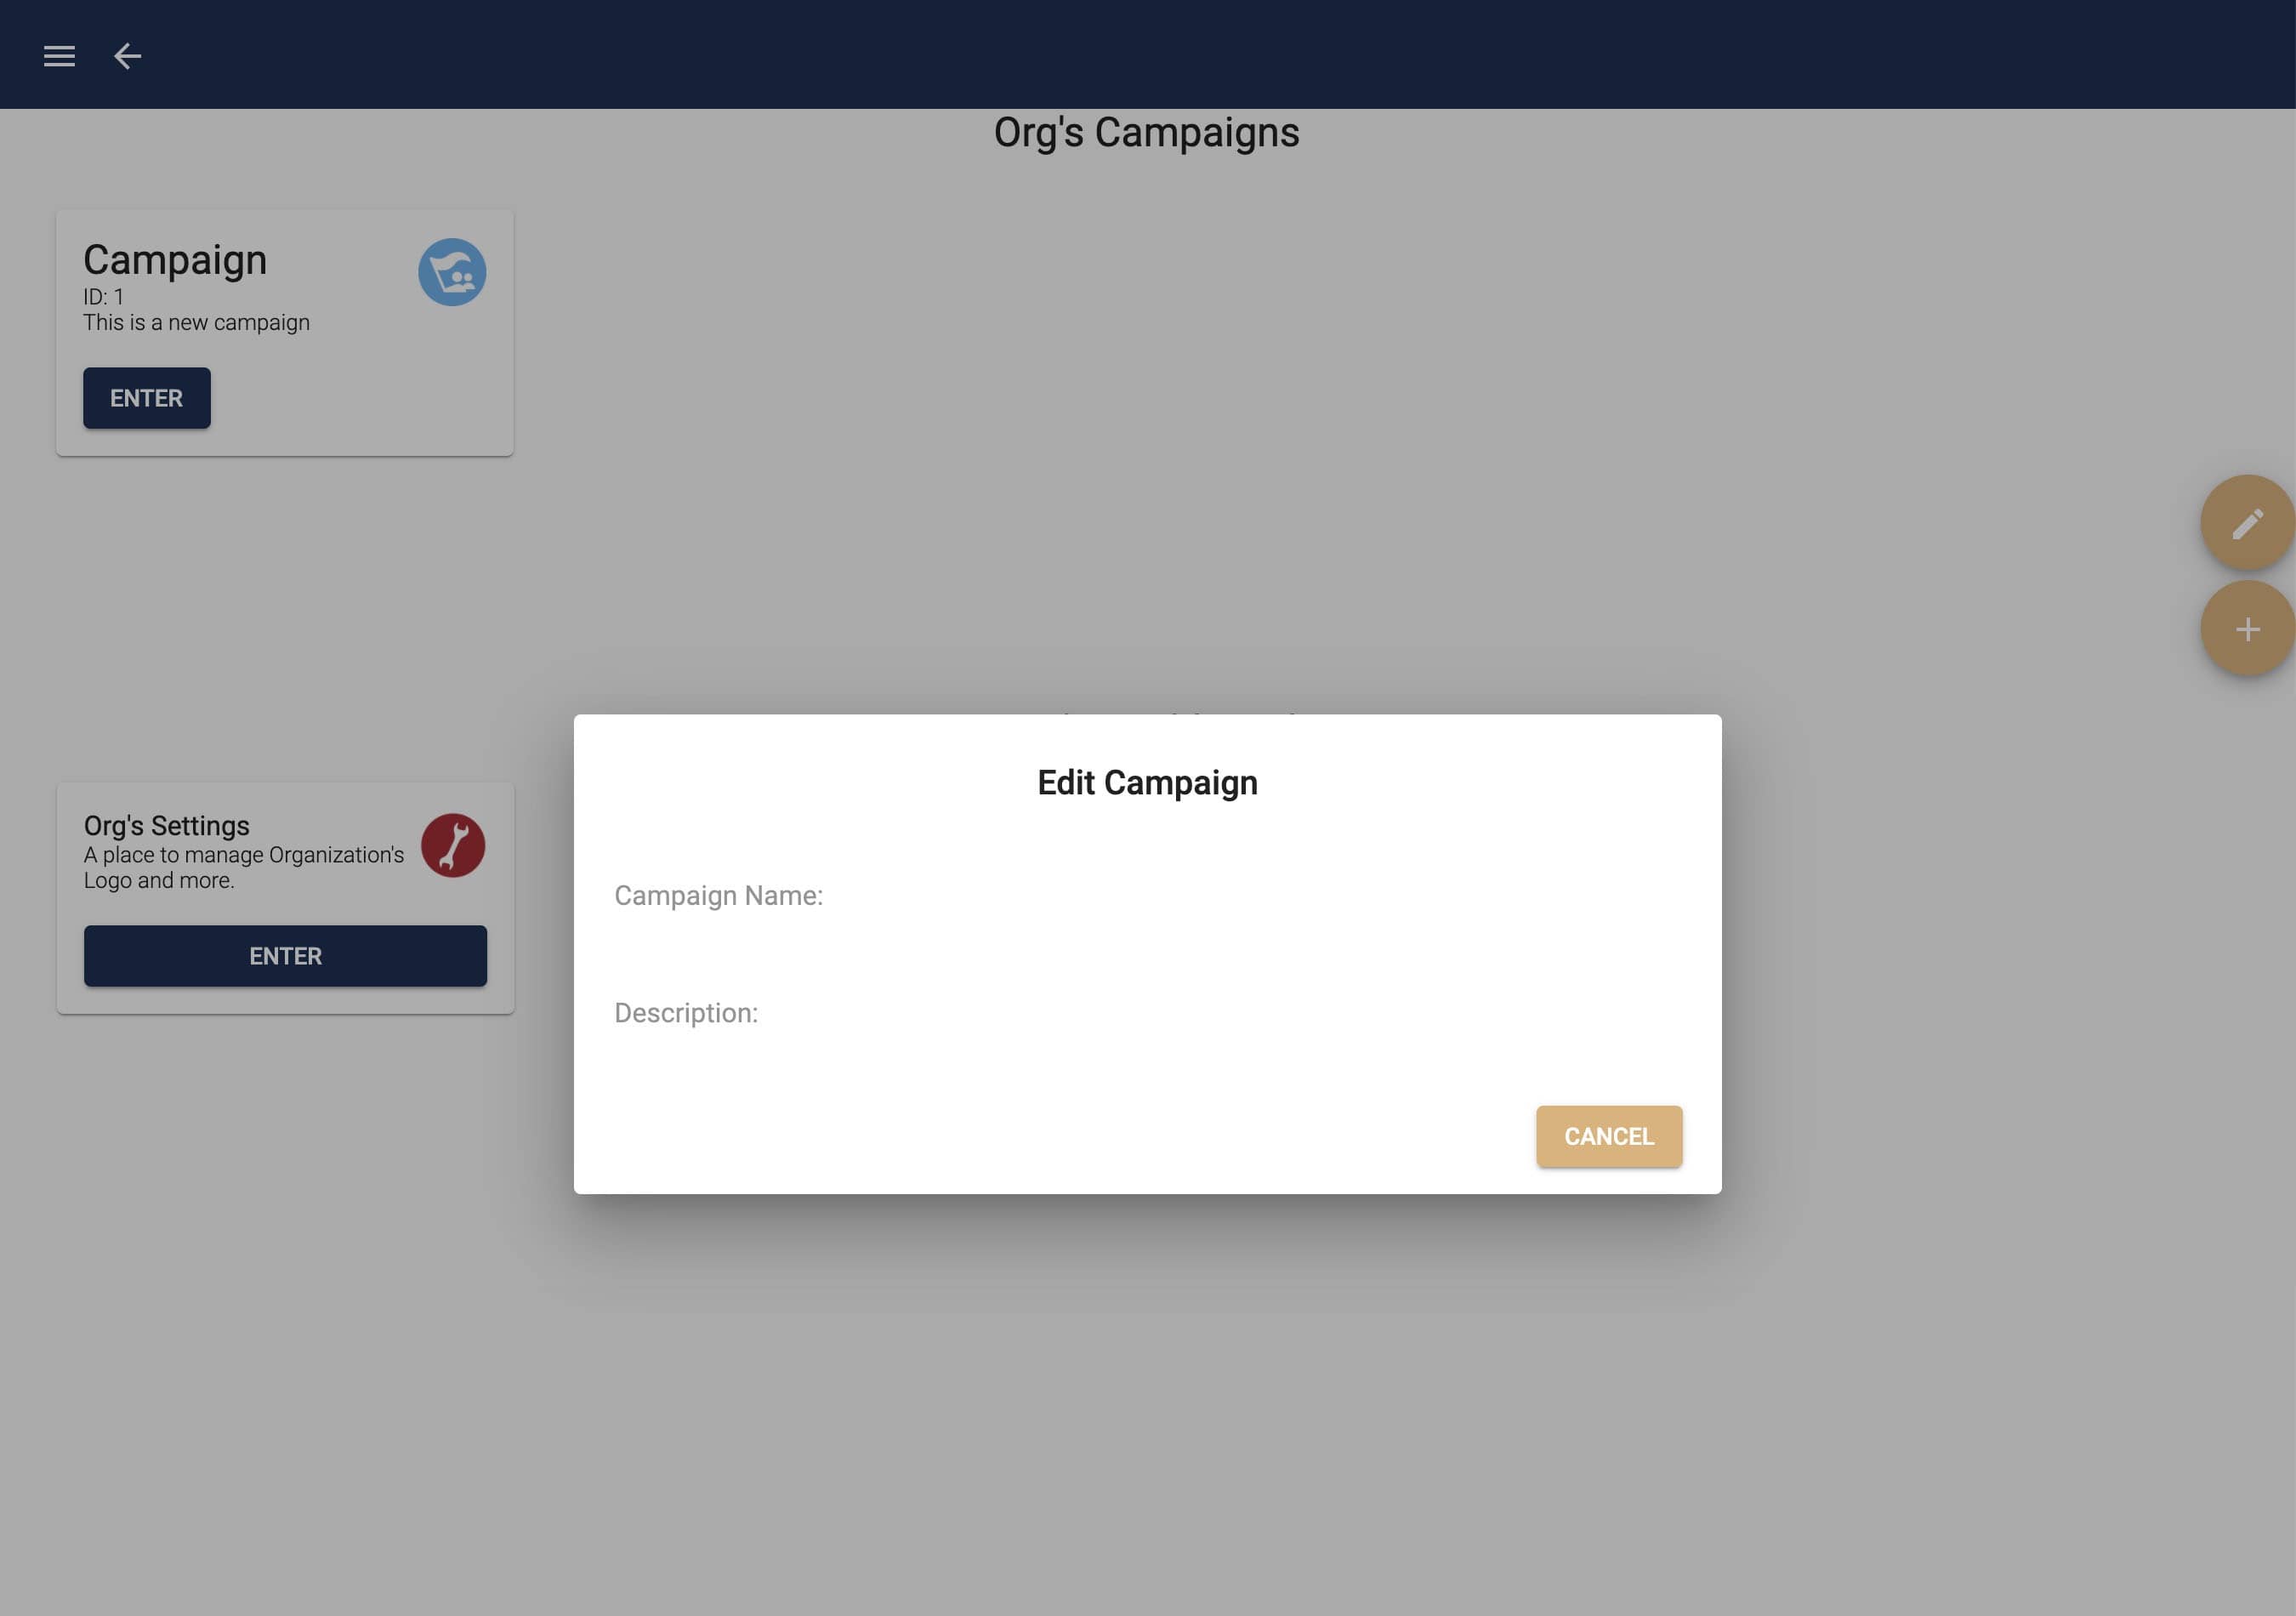 Org's Campaigns
Campaign
ID: 1
This is a new campaign
ENTER
Org's Settings
A place to manage Organization's
Logo and more.
ENTER
Edit Campaign
Campaign Name:
Description:
CANCEL